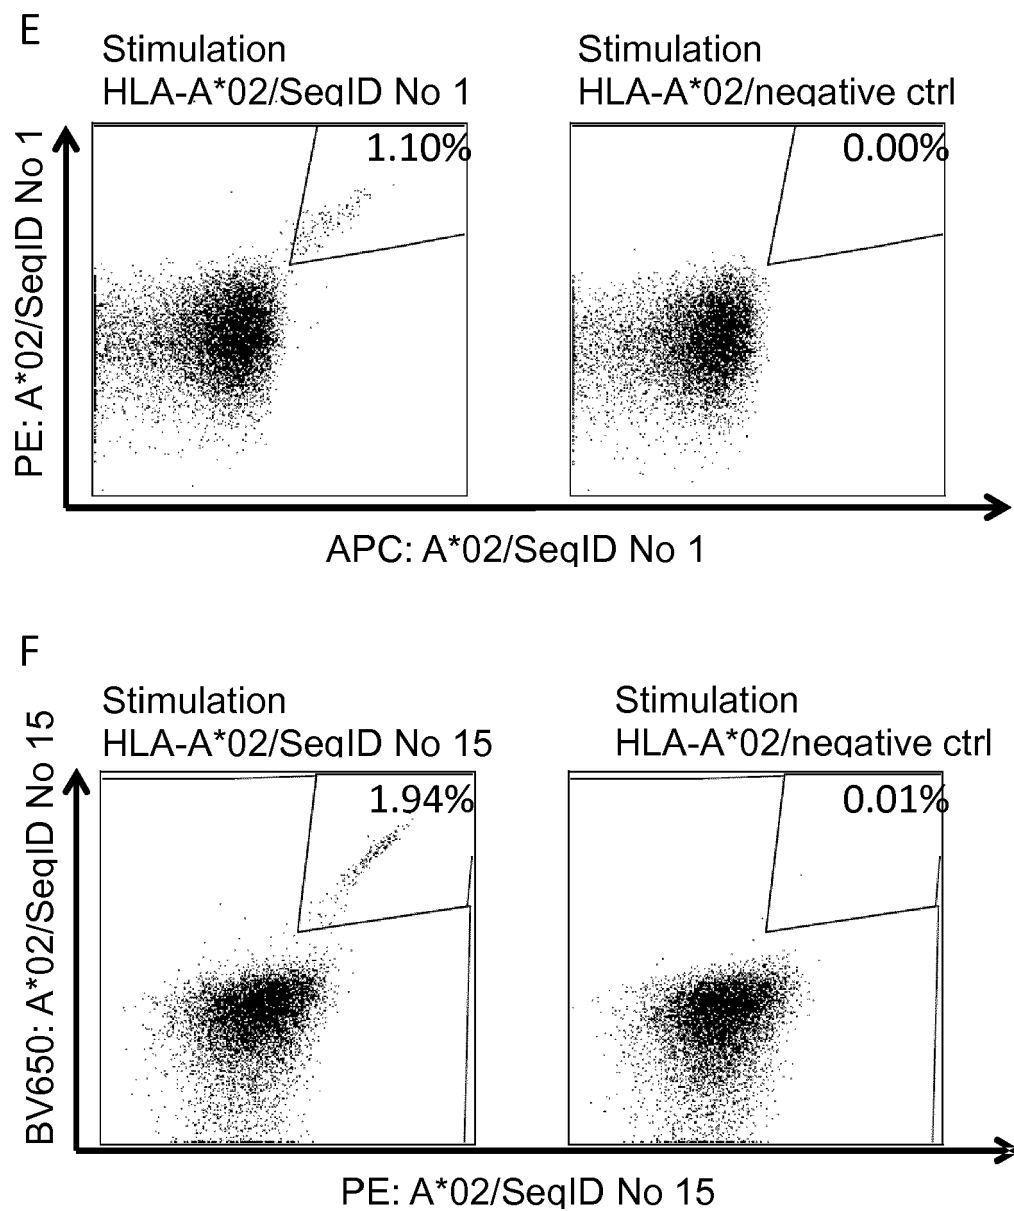 E
Stimulation
HLA-A*02/SeqID No 1
Stimulation
HLA-A*02/negative ctrl
PE: A*02/SeqID No 1
1.10%
0.00%
APC: A*02/SeqID No 1
F
Stimulation
HLA-A*02/SeqID No 15
Stimulation
HLA-A*02/negative ctrl
BV650: A*02/SeqID No 15
1.94%
0.01%
PE: A*02/SeqID No 15